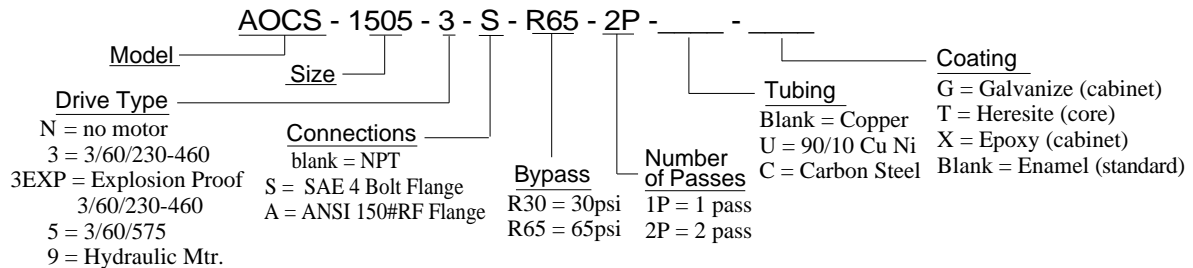 AOCS - 1505 - 3 - S - R65 - 2P - ____ - ____
Model
Size
Drive Type
N = no motor
3 = 3/60/230-460
3EXP = Explosion Proof
3/60/230-460
5 = 3/60/575
9 = Hydraulic Mtr.
Connections
blank = NPT
S = SAE 4 Bolt Flange
A = ANSI 150#RF Flange
Bypass
R30 = 30psi
R65 = 65psi
Number
of Passes
1P = 1 pass
2P = 2 pass
Tubing
Blank = Copper
U = 90/10 Cu Ni
C = Carbon Steel
Coating
G = Galvanize (cabinet)
T = Heresite (core)
X = Epoxy (cabinet)
Blank = Enamel (standard)